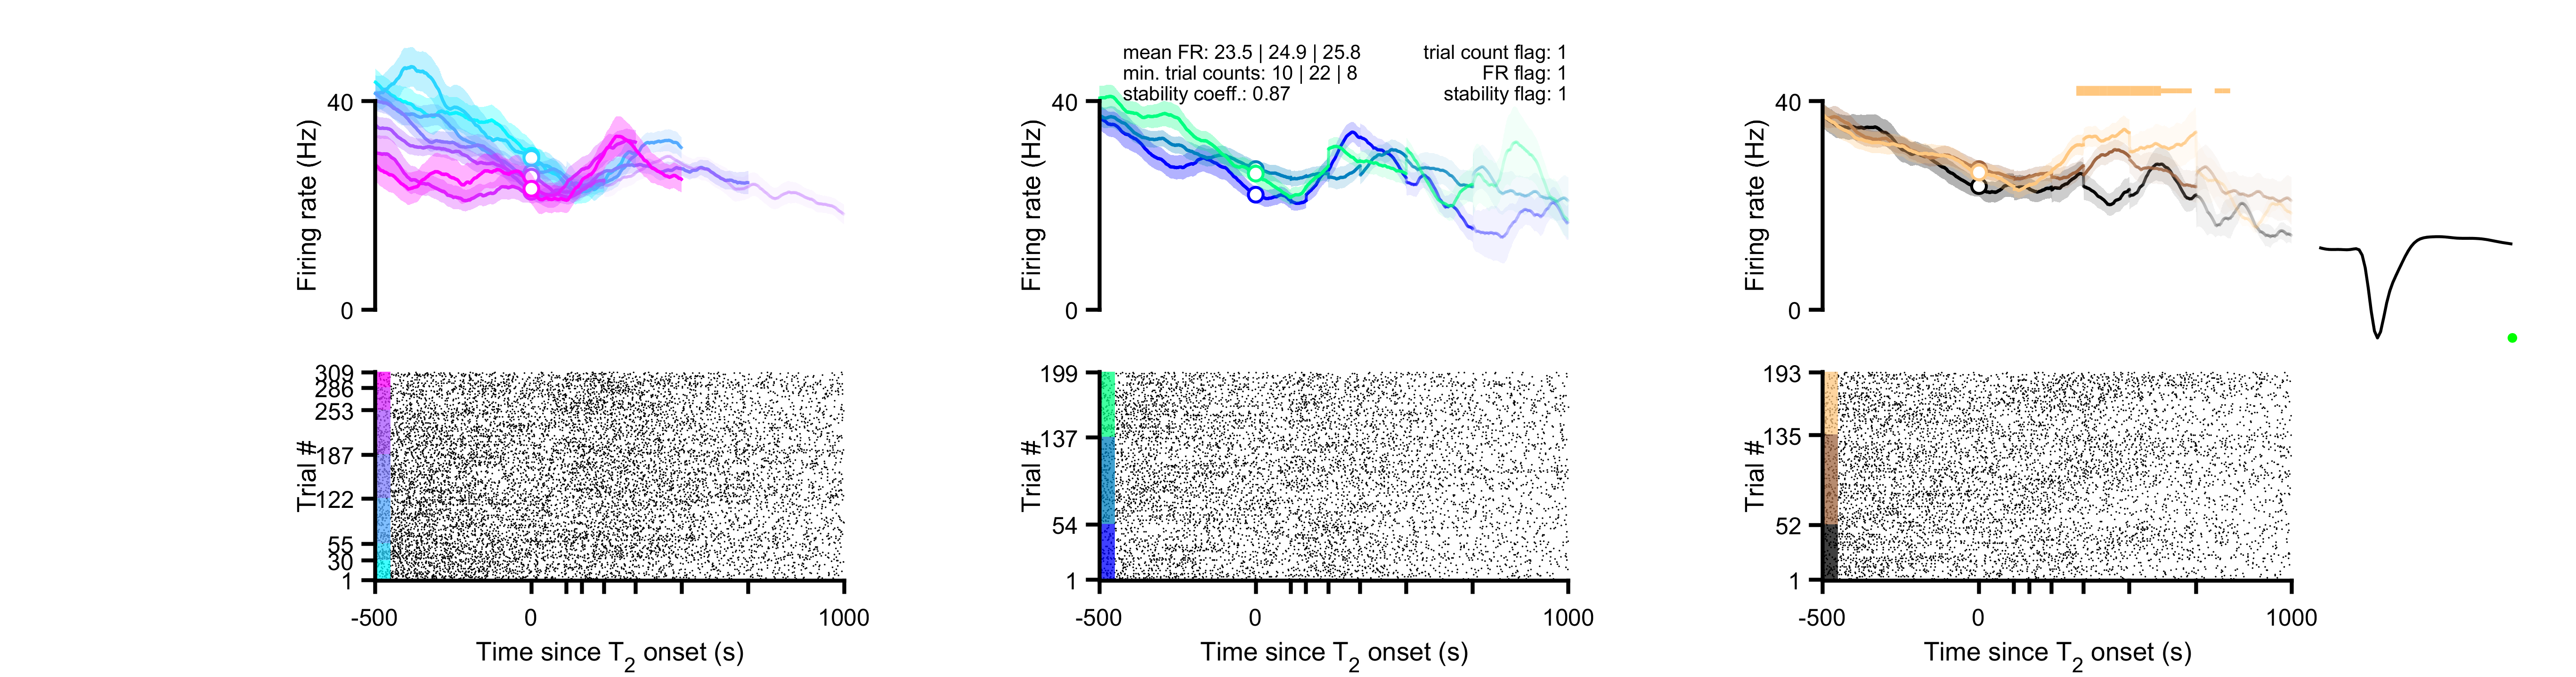 mean FR: 23.5 | 24.9 | 25.8
min. trial counts: 10 | 22 | 8
stability coeff.: 0.87
trial count flag: 1
FR flag: 1
stability flag: 1
40
0
Firing rate (Hz)
40
0
Firing rate (Hz)
40
0
Firing rate (Hz)
309
286
253
187
122
55
30
1
Trial #
-500
0
1000
Time since T2 onset (s)
199
137
54
1
Trial #
-500
0
1000
Time since T2 onset (s)
193
135
52
1
Trial #
-500
0
1000
Time since T2 onset (s)